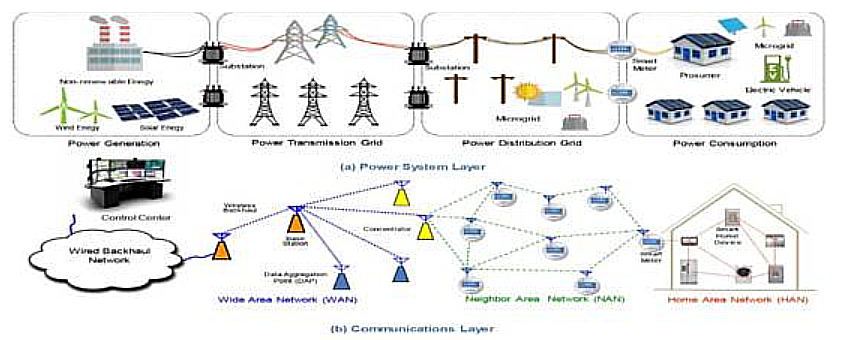 Non-renewable Energy
Wind Enegy
Solar Enegy
Power Generation
Substation
Power Transmission Grid
Substation
Microgrid
Power Distribution Grid
Smart
Meter
Prosumer
Microgrid
Electric Vehicle
Power Consumption
(a) Power System Layer
Control Center
Wired Backhaul
Network
Wireless
Backhaul
Base
Station
Data Aggregation
Point (DAP)
Wide Area Network (WAN)
Concentrator
Neighbor Area Network (NAN)
Smart
Meter
Smart
Home
Devices
Home Area Network (HAN)
(b) Communications Layer